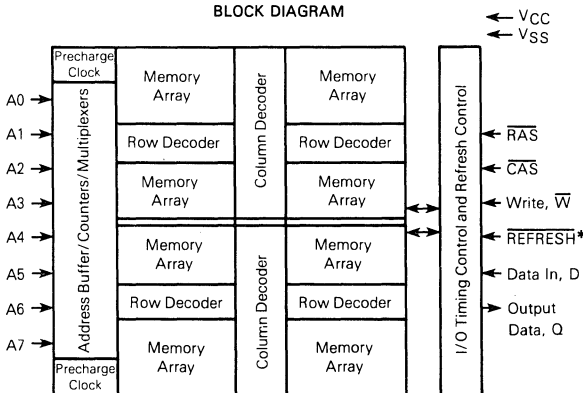 BLOCK DIAGRAM
VCC
VSS
Precharge
Clock
Memory
Array
Column Decoder
Memory
Array
A0
A1
A2
A3
A4
A5
A6
A7
Address Buffer/Counters/Multiplexers
Row Decoder
Row Decoder
Memory
Array
Memory
Array
Memory
Array
Memory
Array
Column Decoder
Row Decoder
Row Decoder
Memory
Array
Memory
Array
Precharge
Clock
I/O Timing Control and Refresh Control
R̅A̅S̅
C̅A̅S̅
Write, W̅
R̅E̅F̅R̅E̅S̅H̅*
Data In, D
Output
Data, Q